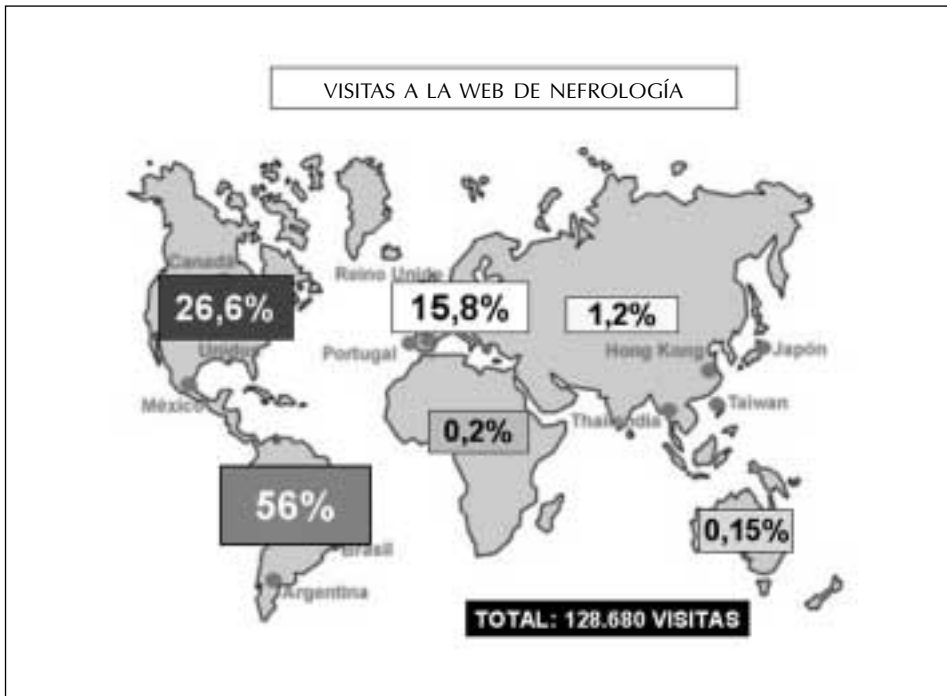 VISITAS A LA WEB DE NEFROLOGÍA
Canadá
Reino Unido
26,6%
15,8%
1,2%
Unidos
Portugal
Hong Kong
Japón
México
Taiwan
Thailandia
0,2%
56%
0,15%
Brasil
Argentina
TOTAL: 128.680 VISITAS